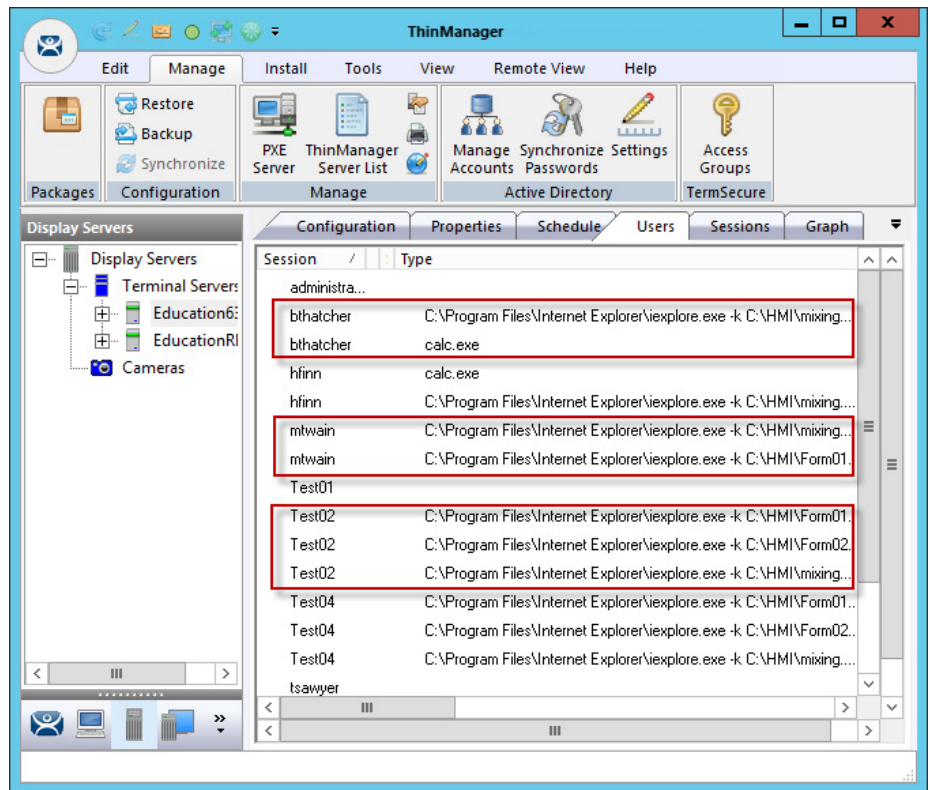 ThinManager
Edit Manage Install Tools View Remote View Help
Restore
Backup
Synchronize
PXE Server
ThinManager Server List
Manage Accounts
Synchronize Passwords
Settings
Access Groups
Packages Configuration Manage Active Directory TermSecure
Display Servers
Configuration Properties Schedule Users Sessions Graph
Display Servers
Terminal Servers
Education6
EducationR
Cameras
Session Type
administra...
bthatcher C:\Program Files\Internet Explorer\iexplore.exe -k C:\HMI\mixing....
bthatcher calc.exe
hfinn calc.exe
hfinn C:\Program Files\Internet Explorer\iexplore.exe -k C:\HMI\mixing....
mtwain C:\Program Files\Internet Explorer\iexplore.exe -k C:\HMI\mixing...
mtwain C:\Program Files\Internet Explorer\iexplore.exe -k C:\HMI\Form01.
Test01
Test02 C:\Program Files\Internet Explorer\iexplore.exe -k C:\HMI\Form01.
Test02 C:\Program Files\Internet Explorer\iexplore.exe -k C:\HMI\Form02.
Test02 C:\Program Files\Internet Explorer\iexplore.exe -k C:\HMI\mixing...
Test04 C:\Program Files\Internet Explorer\iexplore.exe -k C:\HMI\Form01..
Test04 C:\Program Files\Internet Explorer\iexplore.exe -k C:\HMI\Form02..
Test04 C:\Program Files\Internet Explorer\iexplore.exe -k C:\HMI\mixing....
tsawyer